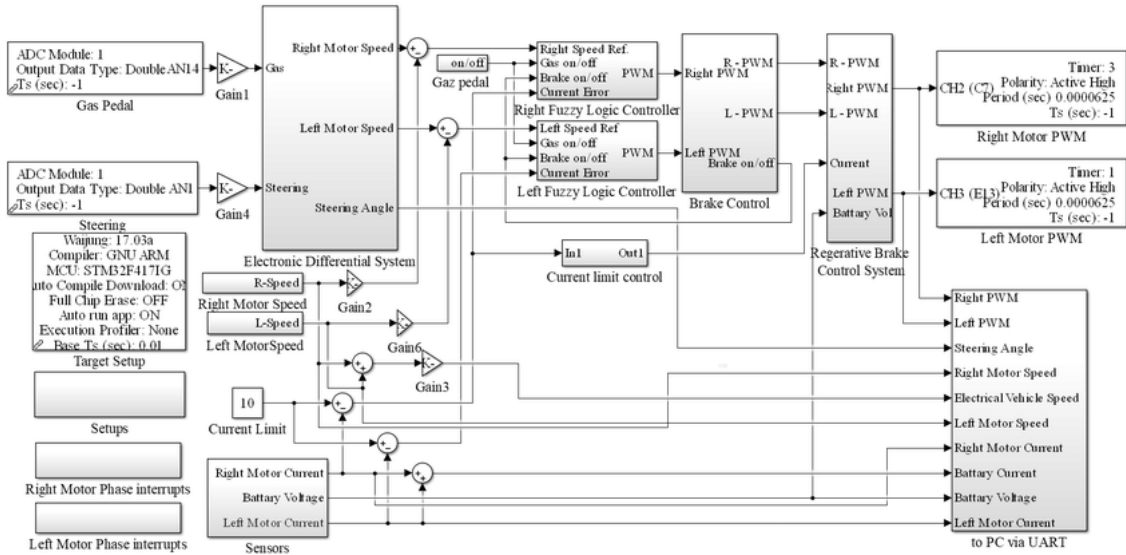 ADC Module: 1
Output Data Type: DoubleAN14
Ts (sec): -1
Gas Pedal
K-
Gain1
Gas
Right Motor Speed
Left Motor Speed
Steering
Steering Angle
Electronic Differential System
ADC Module: 1
Output Data Type: Double AN1
Ts (sec): -1
Steering
K-
Gain4
on/off
Gaz pedal
Right Speed Ref.
Gas on/off
Brake on/off
Current Error
PWM
Right Fuzzy Logic Controller
Left Speed Ref
Gas on/off
Brake on/off
Current Error
PWM
Left Fuzzy Logic Controller
Right PWM
Left PWM
R - PWM
L - PWM
Brake on/off
Brake Control
R - PWM
Right PWM
L - PWM
Current
Left PWM
Battary Vol
Regerative Brake
Control System
CH2 (C7)
Timer: 3
Polarity: Active High
Period (sec) 0.0000625
Ts (sec): -1
Right Motor PWM
CH3 (E13)
Timer: 1
Polarity: Active High
Period (sec) 0.0000625
Ts (sec): -1
Left Motor PWM
In1
Out1
Current limit control
Waijung: 17.03a
Compiler: GNU ARM
MCU: STM32F417IG
uto Compile Download: O
Full Chip Erase: OFF
Auto run app: ON
Execution Profiler: None
Base Ts (sec): 0.01
Target Setup
R-Speed
Right Motor Speed
L-Speed
Left MotorSpeed
Gain2
Gain6
K-
Gain3
10
Current Limit
Setups
Right Motor Phase interrupts
Left Motor Phase interrupts
Right Motor Current
Battary Voltage
Left Motor Current
Sensors
Right PWM
Left PWM
Steering Angle
Right Motor Speed
Electrical Vehicle Speed
Left Motor Speed
Right Motor Current
Battary Current
Battary Voltage
Left Motor Current
to PC via UART